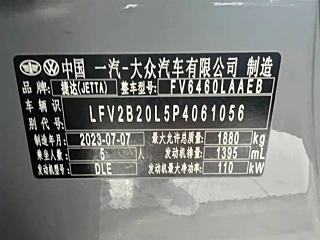 中国 一汽-大众汽车有限公司 制造
品牌 捷达(JETTA) 整车型号 FV6460LAAEB
车辆识别代号: LFV2B20L5P4061056
制造年月 2023-07-07 最大允许总质量 1880 kg
乘坐人数 5 人 发动机排量 1395 mL
发动机型号 DLE 发动机最大净功率 110 kW